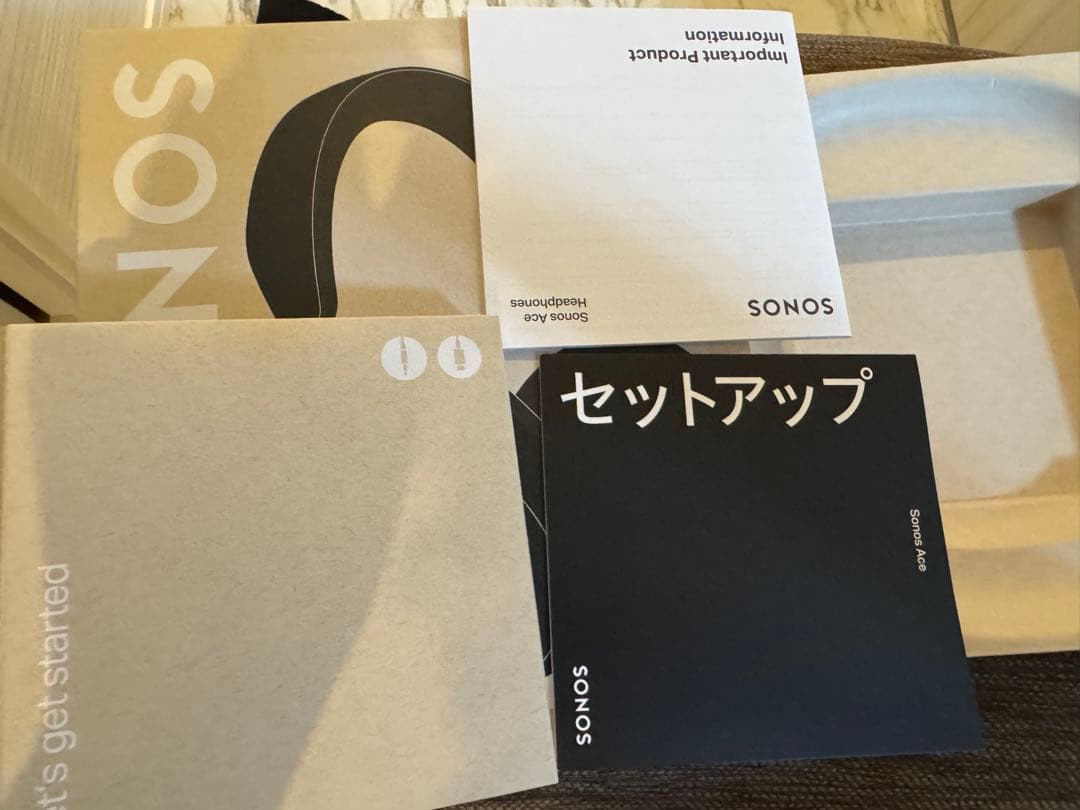 SONOS
Important Product
Information
Sonos Ace
Headphones
SONOS
セットアップ
Sonos Ace
SONOS
let's get started